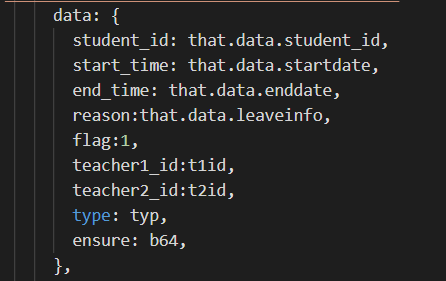 data: {
student_id: that.data.student_id,
start_time: that.data.startdate,
end_time: that.data.enddate,
reason:that.data.leaveinfo,
flag:1,
teacher1_id:t1id,
teacher2_id:t2id,
type: typ,
ensure: b64,
},